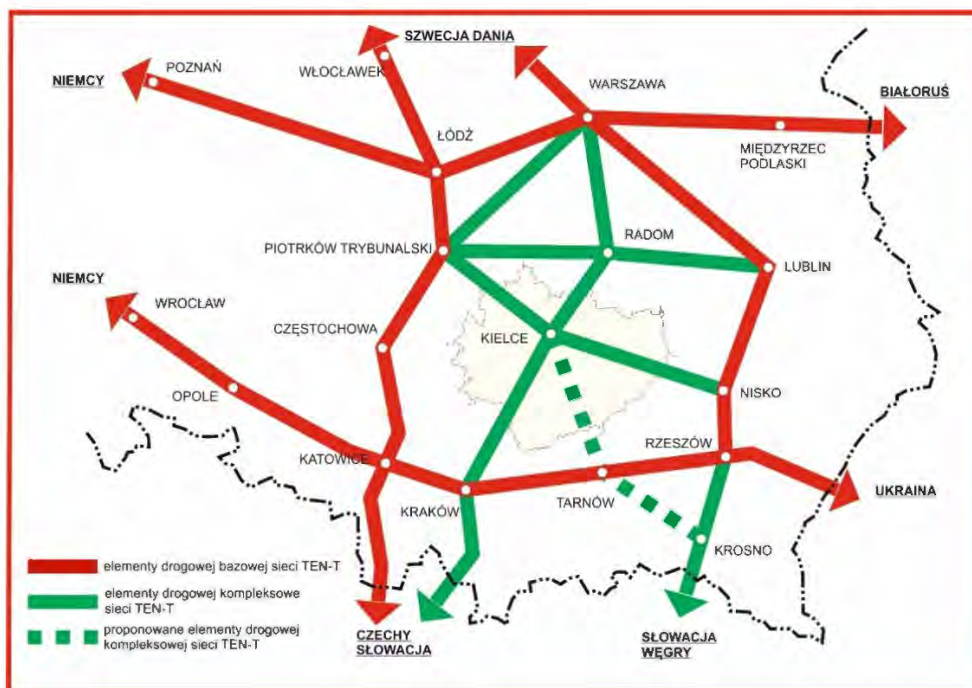 SZWECJA DANIA
WŁOCŁAWEK
POZNAŃ
NIEMCY
WARSZAWA
BIAŁORUŚ
ŁÓDŹ
MIĘDZYRZEC
PODLASKI
RADOM
PIOTRKÓW TRYBUNALSKI
LUBLIN
NIEMCY
WROCŁAW
CZĘSTOCHOWA
KIELCE
OPOLE
NISKO
RZESZÓW
KATOWICE
TARNÓW
UKRAINA
KRAKÓW
KROSNO
elementy drogowej bazowej sieci TEN-T
elementy drogowej kompleksowe
sieci TEN-T
proponowane elementy drogowej
kompleksowej sieci TEN-T
CZECHY
SŁOWACJA
SŁOWACJA
WĘGRY